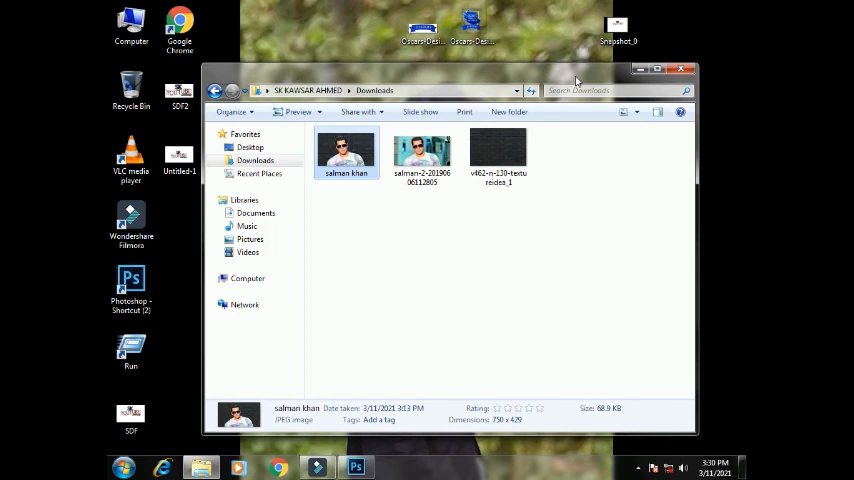 Computer
Google
Chrome
Oscars-Desi...
Oscars-Desi...
Snapshot_0
SK KAWSAR AHMED
Downloads
Search Downloads
Recycle Bin
SDF2
Organize
Preview
Share with
Slide show
Print
New folder
Favorites
Desktop
Downloads
Recent Places
salman khan
salman-2-201906
06112805
v462-n-130-textu
reidea_1
VLC media
player
Untitled-1
Libraries
Documents
Music
Pictures
Videos
Wondershare
Filmora
Computer
Network
Ps
Photoshop -
Shortcut (2)
Run
salman khan
Date taken: 3/11/2021 3:13 PM
Rating:
Size: 68.9 KB
JPEG image
Tags: Add a tag
Dimensions: 750 x 429
SDF
Ps
3:30 PM
3/11/2021